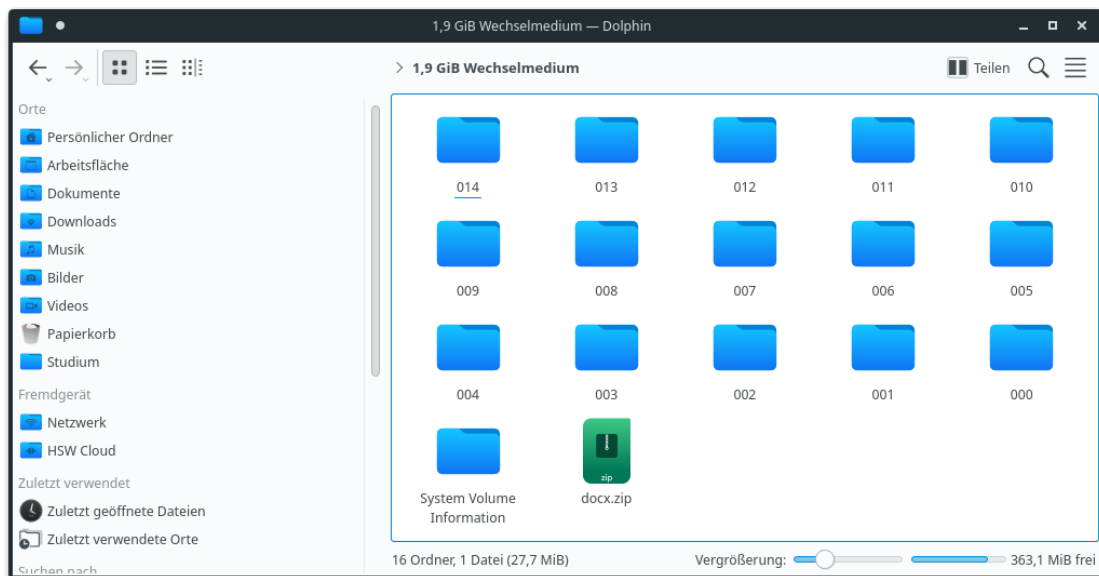 1,9 GiB Wechselmedium — Dolphin
> 1,9 GiB Wechselmedium
Teilen
Orte
Persönlicher Ordner
Arbeitsfläche
Dokumente
Downloads
Musik
Bilder
Videos
Papierkorb
Studium
Fremdgerät
Netzwerk
HSW Cloud
Zuletzt verwendet
Zuletzt geöffnete Dateien
Zuletzt verwendete Orte
Suchen nach
014 013 012 011 010
009 008 007 006 005
004 003 002 001 000
zip
System Volume Information docx.zip
16 Ordner, 1 Datei (27,7 MiB) Vergrößerung: 363,1 MiB frei